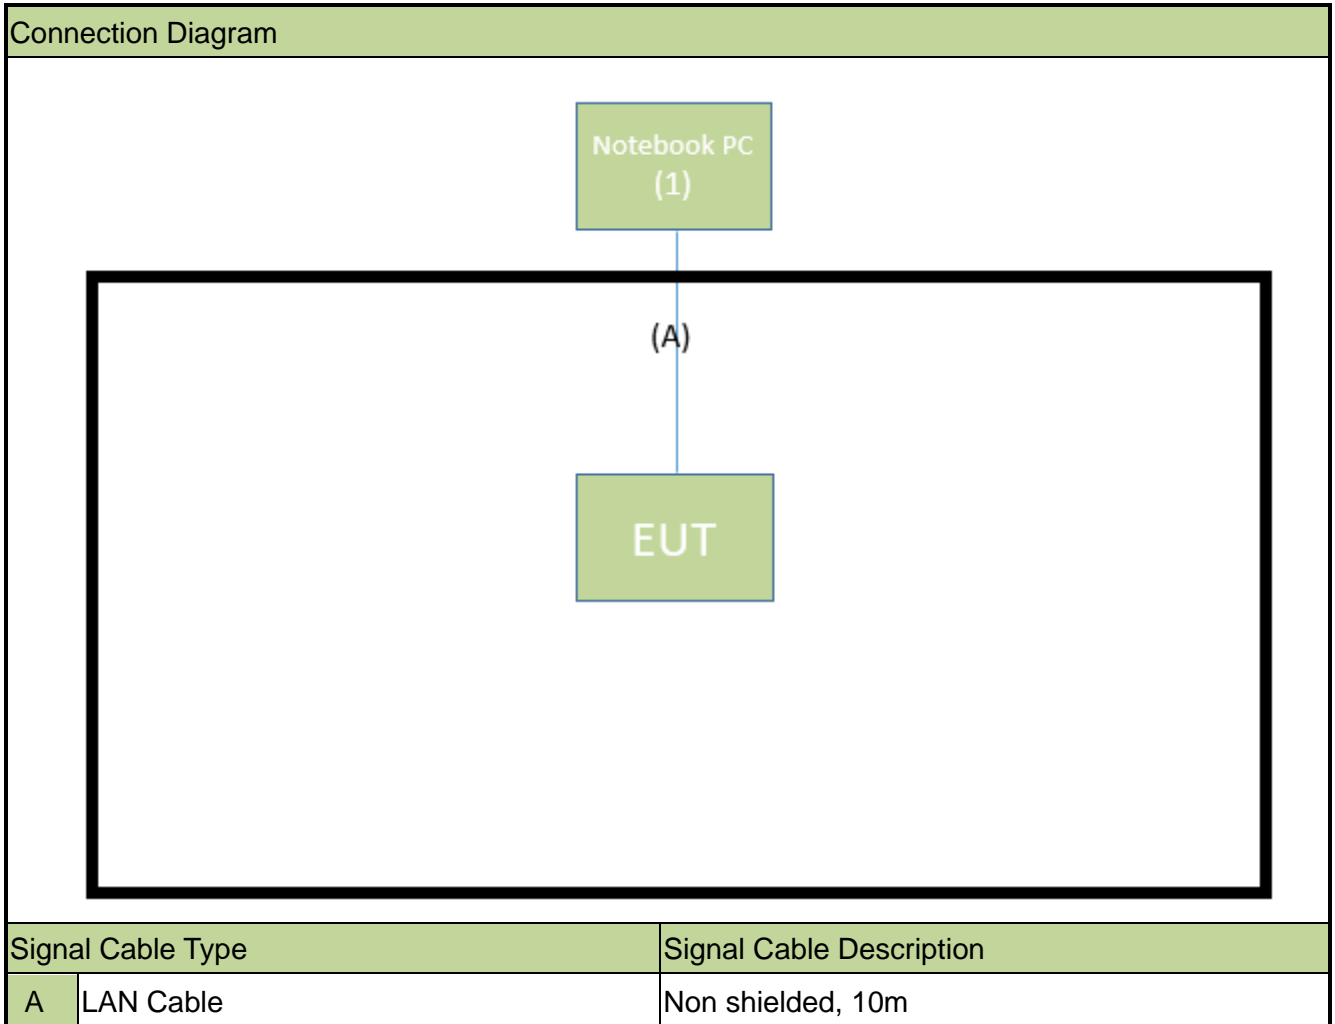 Connection Diagram
Notebook PC
(1)
(A)
EUT
Signal Cable Type Signal Cable Description
A LAN Cable Non shielded, 10m